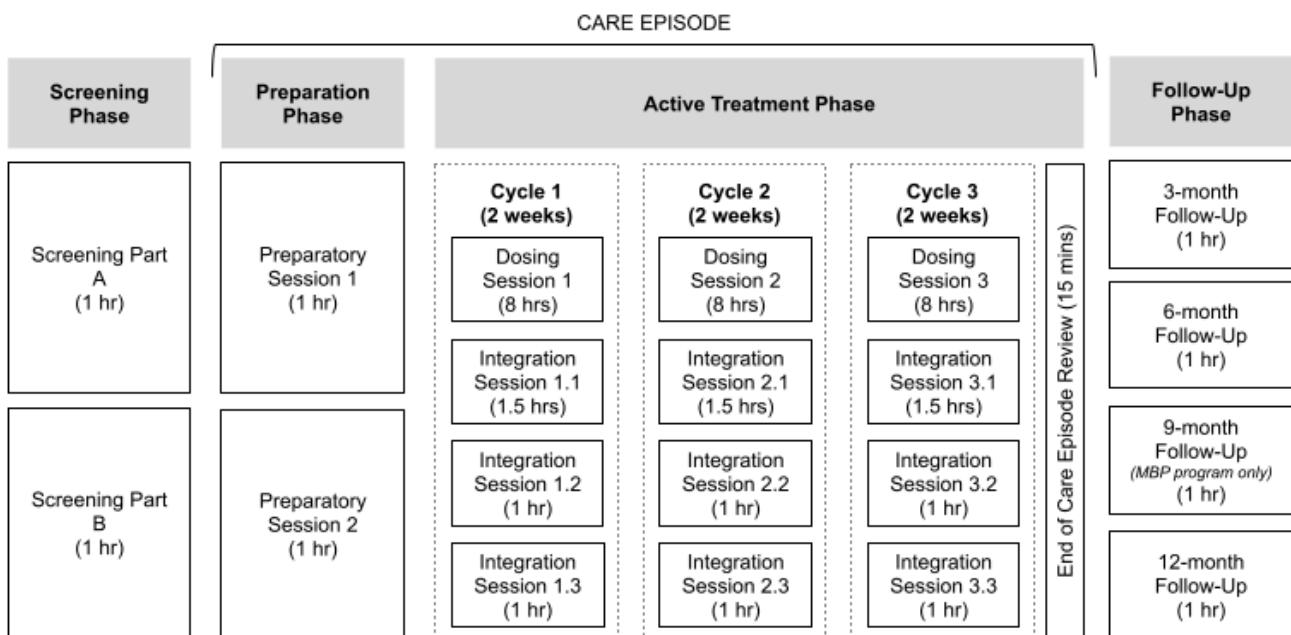 CARE EPISODE
Screening
Phase
Preparation
Phase
Active Treatment Phase
Follow-Up
Phase
Screening Part
A
(1 hr)
Screening Part
B
(1 hr)
Preparatory
Session 1
(1 hr)
Preparatory
Session 2
(1 hr)
Cycle 1
(2 weeks)
Dosing
Session 1
(8 hrs)
Integration
Session 1.1
(1.5 hrs)
Integration
Session 1.2
(1 hr)
Integration
Session 1.3
(1 hr)
Cycle 2
(2 weeks)
Dosing
Session 2
(8 hrs)
Integration
Session 2.1
(1.5 hrs)
Integration
Session 2.2
(1 hr)
Integration
Session 2.3
(1 hr)
Cycle 3
(2 weeks)
Dosing
Session 3
(8 hrs)
Integration
Session 3.1
(1.5 hrs)
Integration
Session 3.2
(1 hr)
Integration
Session 3.3
(1 hr)
End of Care Episode Review (15 mins)
3-month
Follow-Up
(1 hr)
6-month
Follow-Up
(1 hr)
9-month
Follow-Up
(MBP program only)
(1 hr)
12-month
Follow-Up
(1 hr)